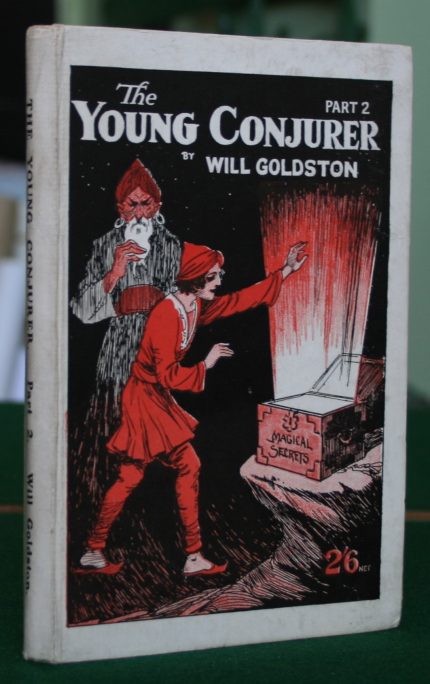 The
PART 2
YOUNG CONJURER
BY WILL GOLDSTON
MAGICAL
SECRETS
2/6 NET
THE YOUNG CONJURER Part 2 Will Goldston